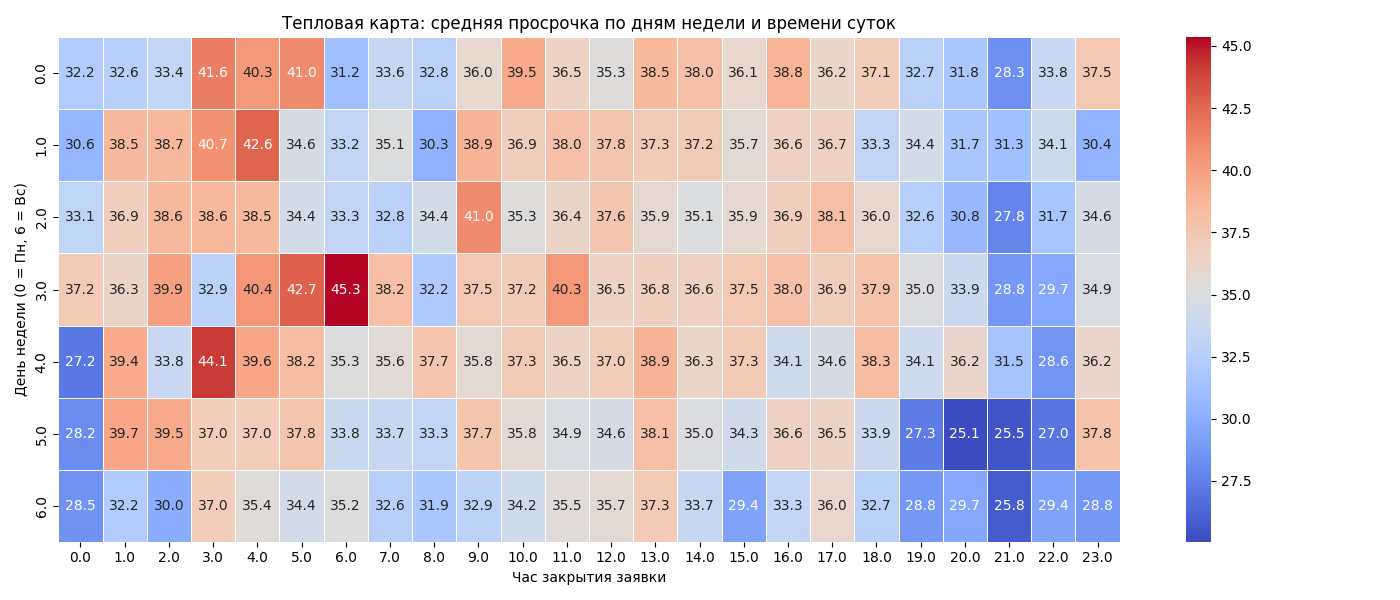 Тепловая карта: средняя просрочка по дням недели и времени суток
День недели (0 = Пн, 6 = Вс)
0.0 32.2 32.6 33.4 41.6 40.3 41.0 31.2 33.6 32.8 36.0 39.5 36.5 35.3 38.5 38.0 36.1 38.8 36.2 37.1 32.7 31.8 28.3 33.8 37.5
1.0 30.6 38.5 38.7 40.7 42.6 34.6 33.2 35.1 30.3 38.9 36.9 38.0 37.8 37.3 37.2 35.7 36.6 36.7 33.3 34.4 31.7 31.3 34.1 30.4
2.0 33.1 36.9 38.6 38.6 38.5 34.4 33.3 32.8 34.4 41.0 35.3 36.4 37.6 35.9 35.1 35.9 36.9 38.1 36.0 32.6 30.8 27.8 31.7 34.6
3.0 37.2 36.3 39.9 32.9 40.4 42.7 45.3 38.2 32.2 37.5 37.2 40.3 36.5 36.8 36.6 37.5 38.0 36.9 37.9 35.0 33.9 28.8 29.7 34.9
4.0 27.2 39.4 33.8 44.1 39.6 38.2 35.3 35.6 37.7 35.8 37.3 36.5 37.0 38.9 36.3 37.3 34.1 34.6 38.3 34.1 36.2 31.5 28.6 36.2
5.0 28.2 39.7 39.5 37.0 37.0 37.8 33.8 33.7 33.3 37.7 35.8 34.9 34.6 38.1 35.0 34.3 36.6 36.5 33.9 27.3 25.1 25.5 27.0 37.8
6.0 28.5 32.2 30.0 37.0 35.4 34.4 35.2 32.6 31.9 32.9 34.2 35.5 35.7 37.3 33.7 29.4 33.3 36.0 32.7 28.8 29.7 25.8 29.4 28.8
0.0 1.0 2.0 3.0 4.0 5.0 6.0 7.0 8.0 9.0 10.0 11.0 12.0 13.0 14.0 15.0 16.0 17.0 18.0 19.0 20.0 21.0 22.0 23.0
Час закрытия заявки
45.0
42.5
40.0
37.5
35.0
32.5
30.0
27.5